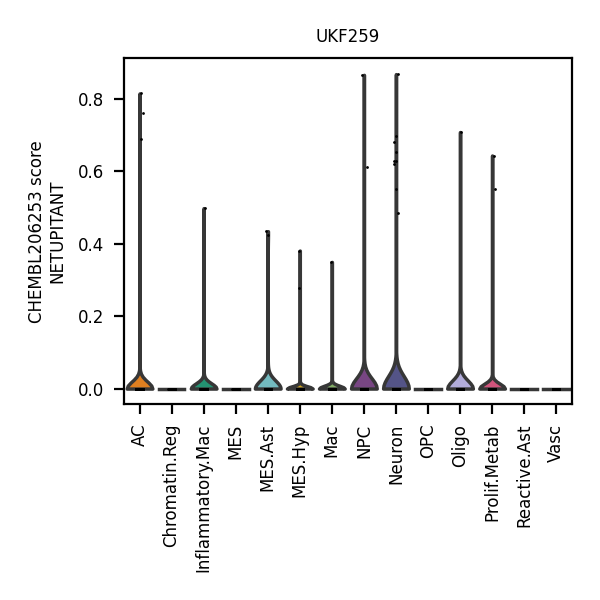 UKF259
CHEMBL206253 score
NETUPITANT
0.8
0.6
0.4
0.2
0.0
AC
Chromatin.Reg
Inflammatory.Mac
MES
MES.Ast
MES.Hyp
Mac
NPC
Neuron
OPC
Oligo
Prolif.Metab
Reactive.Ast
Vasc